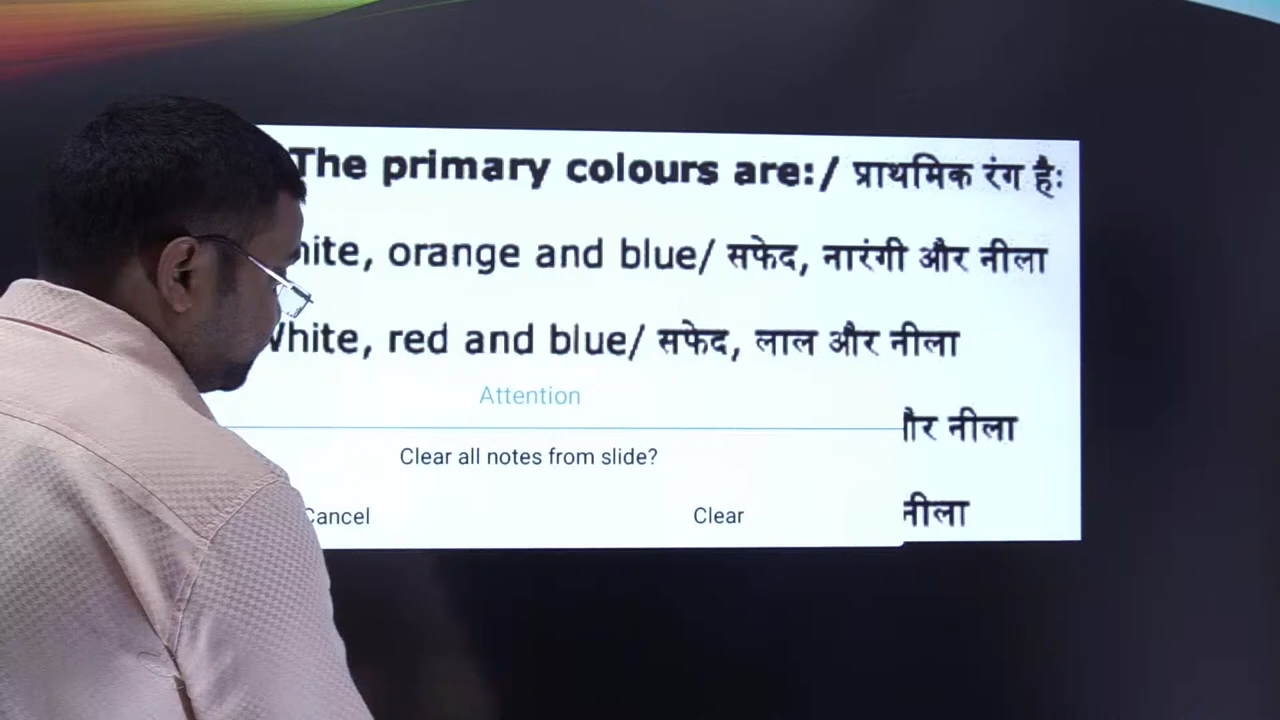 The primary colours are:/ प्राथमिक रंग हैः
hite, orange and blue/ सफेद, नारंगी और नीला
White, red and blue/ सफेद, लाल और नीला
Attention
ौर नीला
Clear all notes from slide?
Cancel Clear
नीला